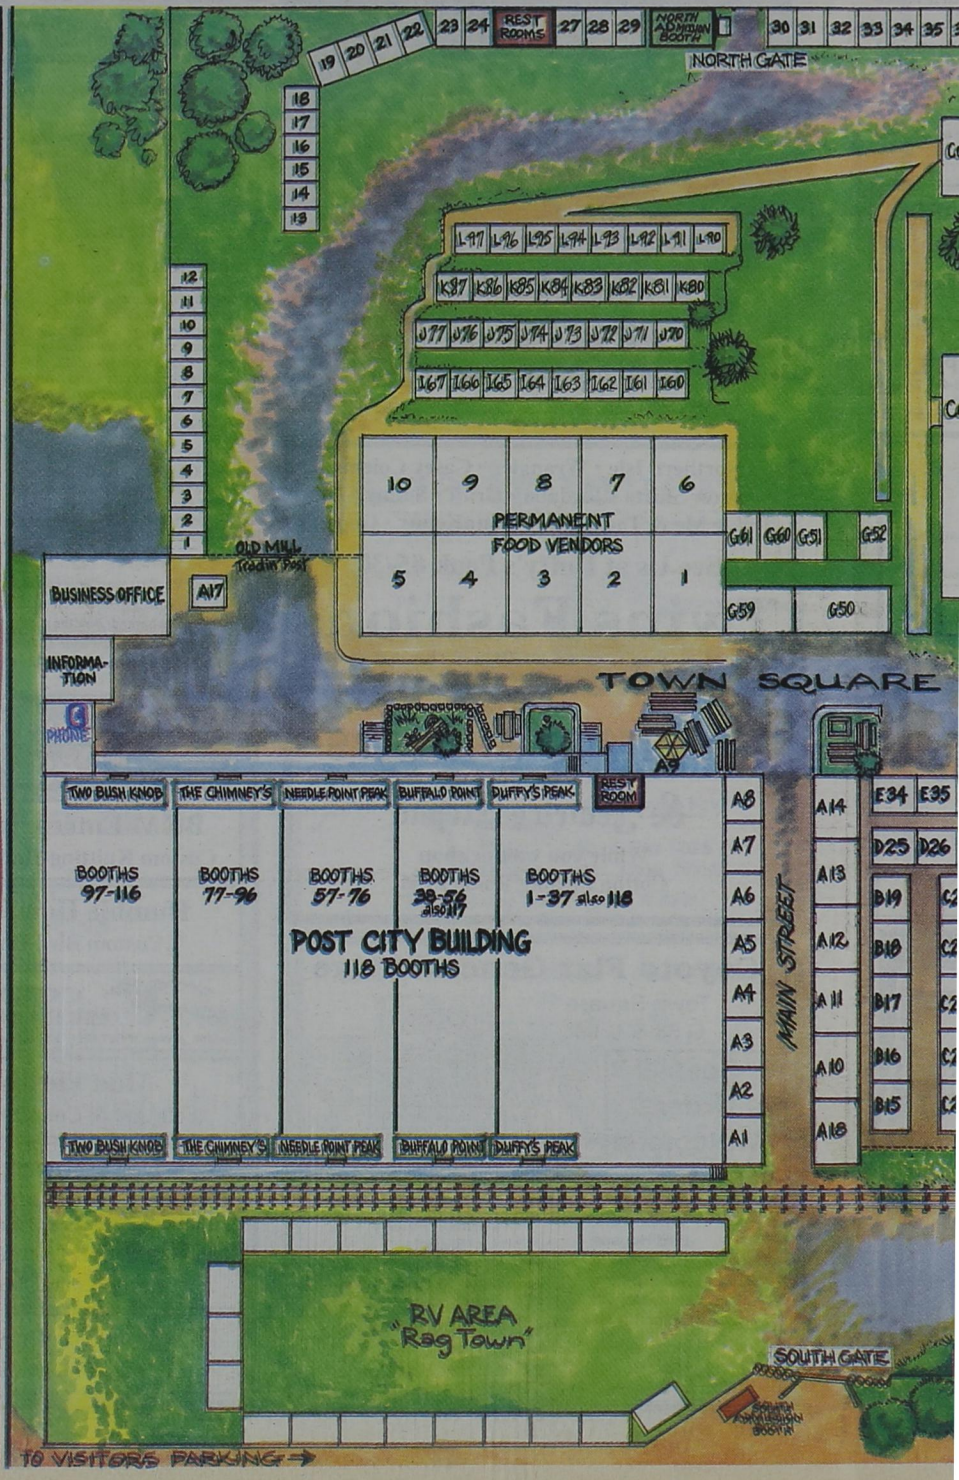 23 24 REST ROOMS 27 28 29 NORTH ADMISSION BOOTH 30 31 32 33 34 35
19 20 21 22
NORTH GATE
18
17
16
15
14
13
L97 L96 L95 L94 L93 L92 L91 L90
K87 K86 K85 K84 K83 K82 K81 K80
J77 J76 J75 J74 J73 J72 J71 J70
I67 I66 I65 I64 I63 I62 I61 I60
12
11
10
9
8
7
6
5
4
3
2
1
10 9 8 7 6
PERMANENT
FOOD VENDORS
5 4 3 2 1
G61 G60 G51 G52
G59 G50
OLD MILL
Tradin' Post
BUSINESS OFFICE
A17
INFORMA-
TION
PHONE
TOWN SQUARE
A9
TWO BUSH KNOB THE CHIMNEY'S NEEDLE POINT PEAK BUFFALO POINT DUFFY'S PEAK
REST
ROOM
BOOTHS
97-116
BOOTHS
77-96
BOOTHS
57-76
BOOTHS
38-56
also 117
BOOTHS
1-37 also 118
POST CITY BUILDING
118 BOOTHS
A8
A7
A6
A5
A4
A3
A2
A1
MAIN STREET
A14
A13
A12
A11
A10
A18
E34 E35
D25 D26
B19
B18
B17
B16
B15
TWO BUSH KNOB THE CHIMNEY'S NEEDLE POINT PEAK BUFFALO POINT DUFFY'S PEAK
RV AREA
"Rag Town"
SOUTH GATE
SOUTH
ADMISSION
BOOTH
TO VISITORS PARKING →